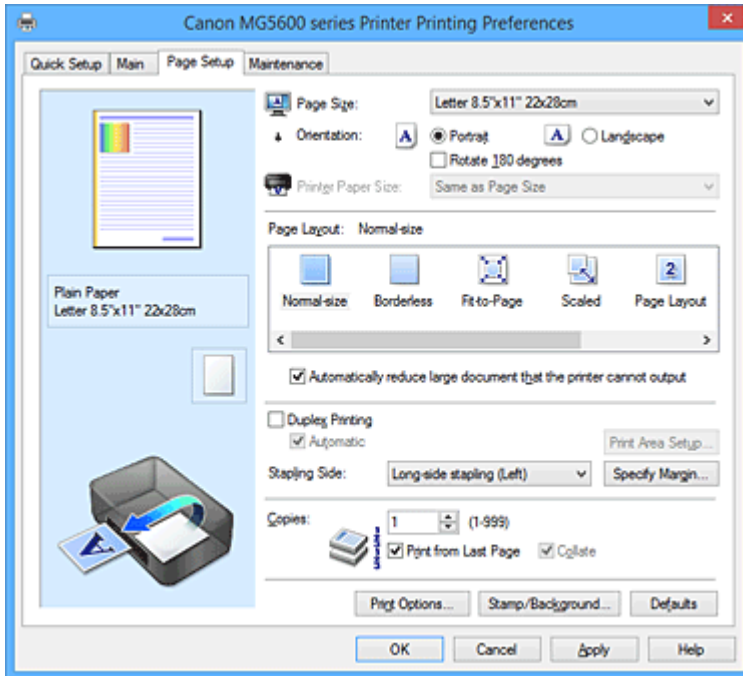 Canon MG5600 series Printer Printing Preferences
Quick Setup Main Page Setup Maintenance
Page Size: Letter 8.5"x11" 22x28cm
Orientation: A Portrait A Landscape
Rotate 180 degrees
Printer Paper Size: Same as Page Size
Page Layout: Normal-size
2
Normal-size Borderless Fit-to-Page Scaled Page Layout
Plain Paper
Letter 8.5"x11" 22x28cm
Automatically reduce large document that the printer cannot output
Duplex Printing
Automatic Print Area Setup...
Stapling Side: Long-side stapling (Left) Specify Margin...
A
Copies: 1 (1-999)
Print from Last Page Collate
Print Options... Stamp/Background... Defaults
OK Cancel Apply Help